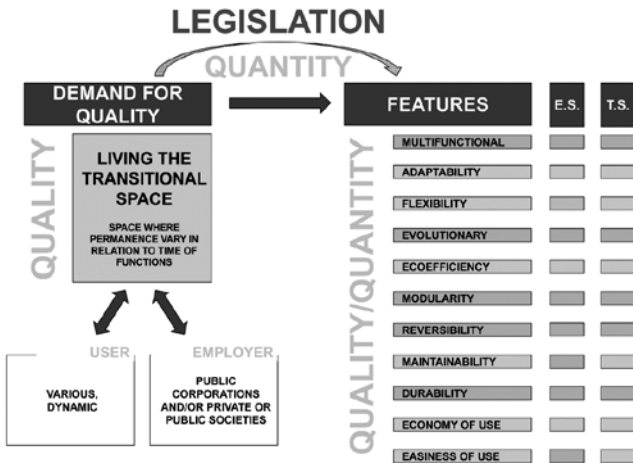 LEGISLATION
QUANTITY
DEMAND FOR
QUALITY
FEATURES
E.S.
T.S.
QUALITY
LIVING THE
TRANSITIONAL
SPACE
SPACE WHERE
PERMANENCE VARY IN
RELATION TO TIME OF
FUNCTIONS
USER
VARIOUS,
DYNAMIC
EMPLOYER
PUBLIC
CORPORATIONS
AND/OR PRIVATE OR
PUBLIC SOCIETIES
QUALITY/QUANTITY
MULTIFUNCTIONAL
ADAPTABILITY
FLEXIBILITY
EVOLUTIONARY
ECOEFFICIENCY
MODULARITY
REVERSIBILITY
MAINTAINABILITY
DURABILITY
ECONOMY OF USE
EASINESS OF USE